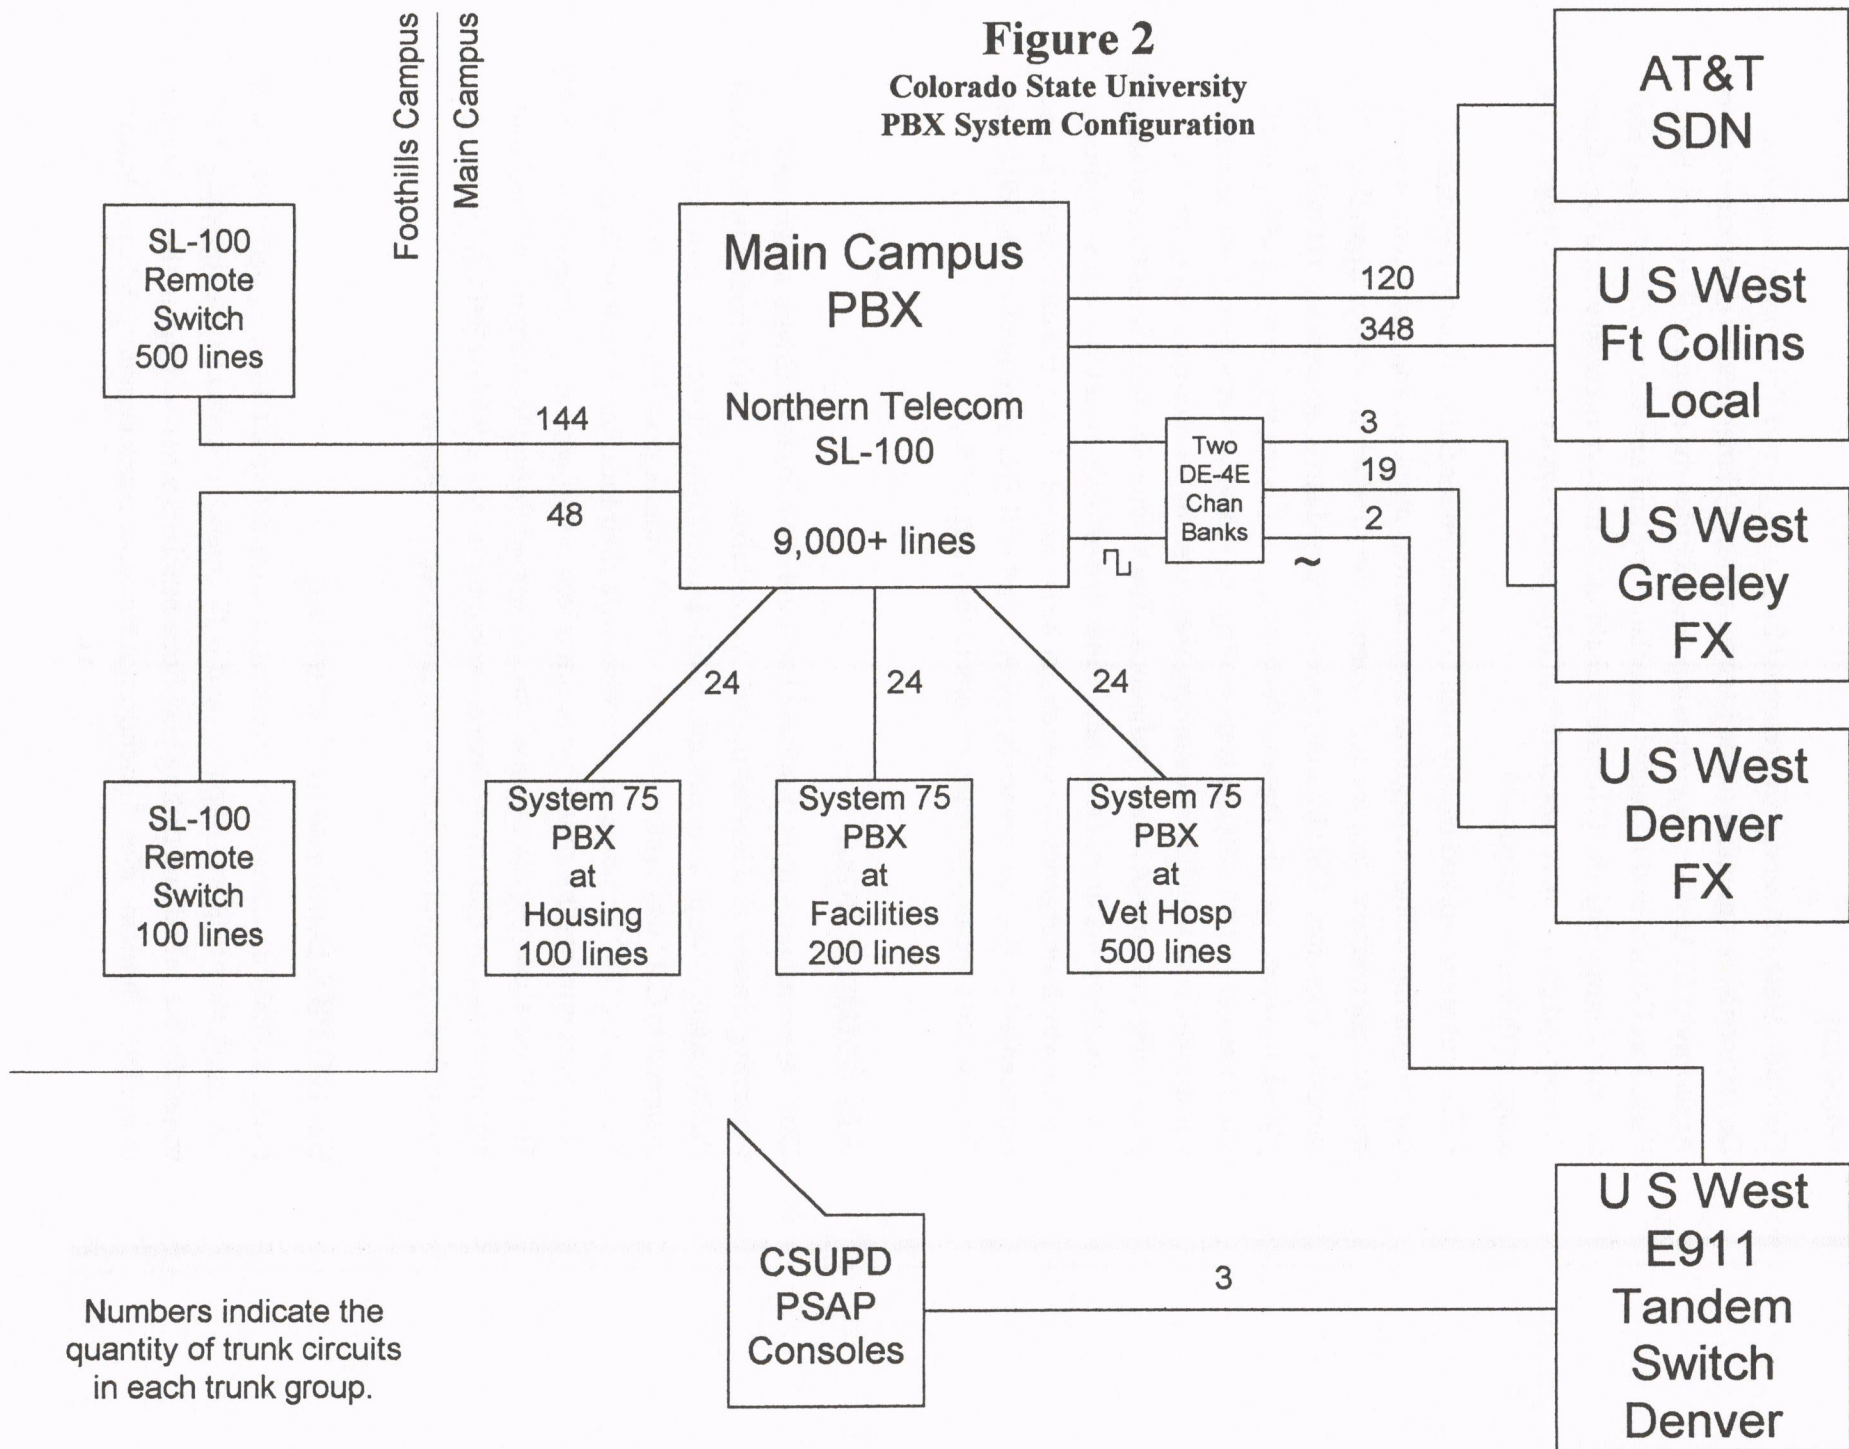 Figure 2
Colorado State University
PBX System Configuration
Foothills Campus
Main Campus
SL-100
Remote
Switch
500 lines
SL-100
Remote
Switch
100 lines
144
48
Main Campus
PBX
Northern Telecom
SL-100
9,000+ lines
24
24
24
System 75
PBX
at
Housing
100 lines
System 75
PBX
at
Facilities
200 lines
System 75
PBX
at
Vet Hosp
500 lines
120
348
Two
DE-4E
Chan
Banks
3
19
2
~
AT&T
SDN
U S West
Ft Collins
Local
U S West
Greeley
FX
U S West
Denver
FX
U S West
E911
Tandem
Switch
Denver
3
CSUPD
PSAP
Consoles
Numbers indicate the
quantity of trunk circuits
in each trunk group.